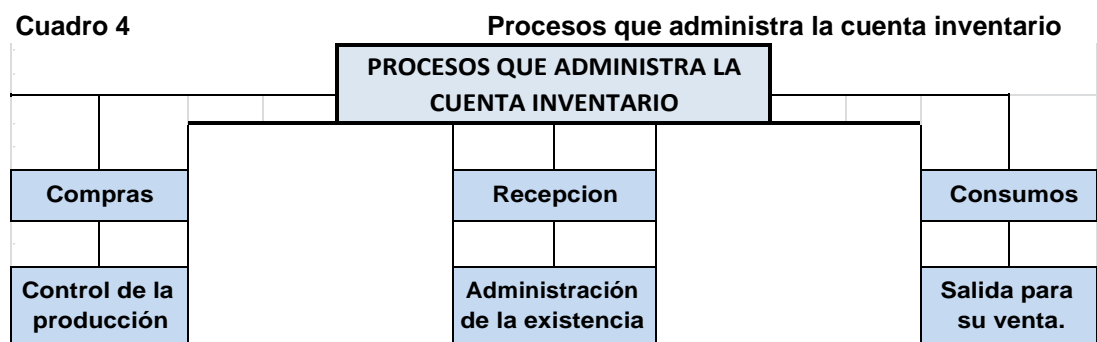 Cuadro 4 Procesos que administra la cuenta inventario
PROCESOS QUE ADMINISTRA LA
CUENTA INVENTARIO
Compras Recepcion Consumos
Control de la
producción
Administración
de la existencia
Salida para
su venta.